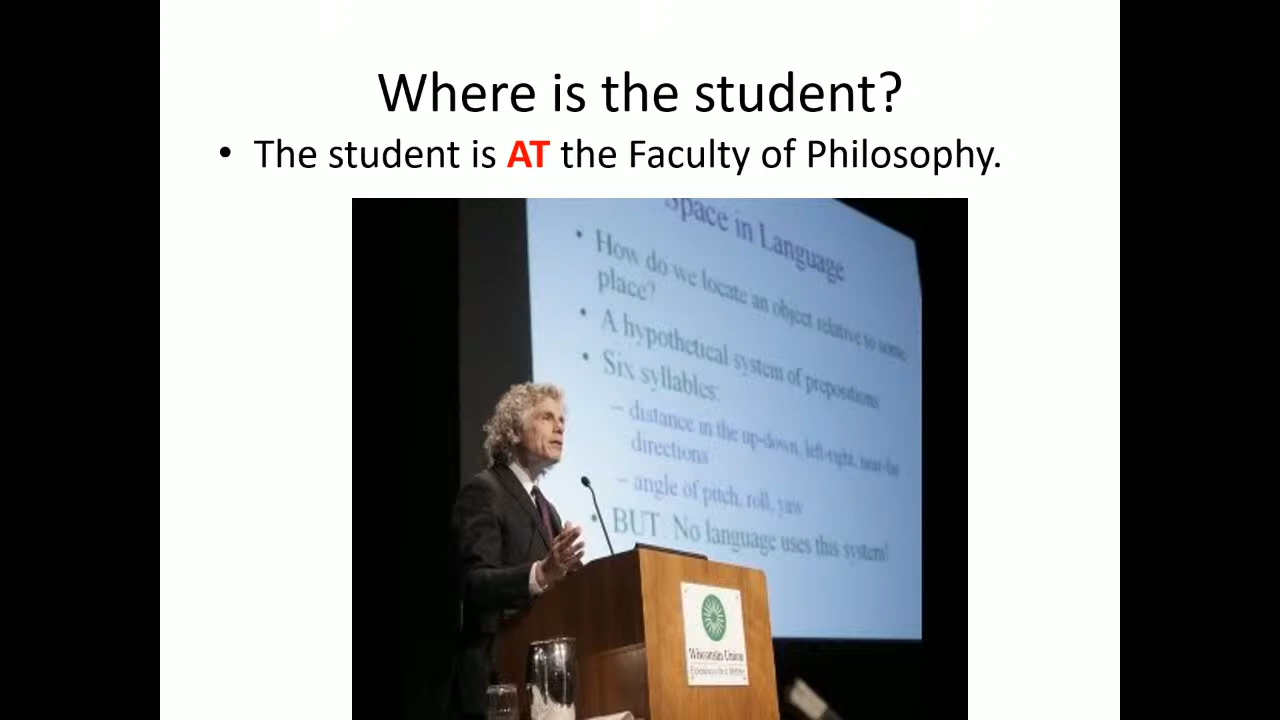 Where is the student?
• The student is AT the Faculty of Philosophy.
Space in Language
• How do we locate an object relative to some
place?
• A hypothetical system of prepositions
• Six syllables:
– distance in the up-down, left-right, near-far
directions
– angle of pitch, roll, yaw
• BUT: No language uses this system!
Wisconsin Union